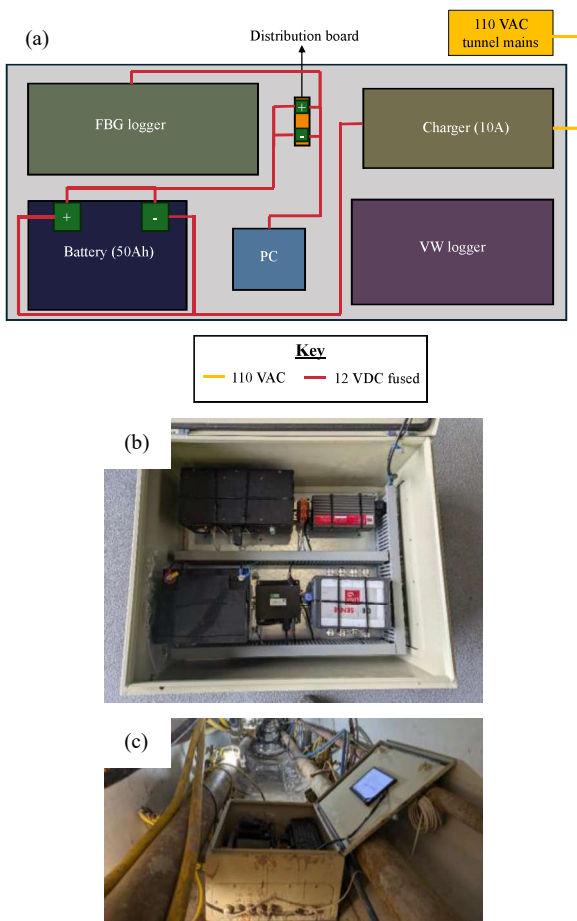 (a)
110 VAC
tunnel mains
Distribution board
FBG logger
+
-
Charger (10A)
+
-
Battery (50Ah)
PC
VW logger
Key
110 VAC
12 VDC fused
(b)
SENSE
(c)